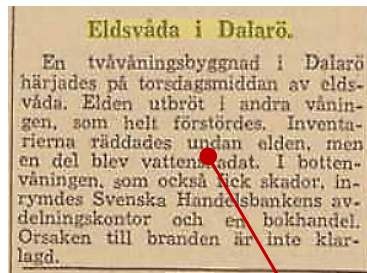 Eldsvåda i Dalarö.
En tvåvåningsbyggnad i Dalarö
härjades på torsdagsmiddan av elds-
våda. Elden utbröt i andra vånin-
gen, som helt förstördes. Inventa-
rierna räddades undan elden, men
en del blev vattenskadat. I botten-
våningen, som också fick skador, in-
rymdes Svenska Handelsbankens av-
delningskontor och en bokhandel.
Orsaken till branden är inte klar-
lagd.